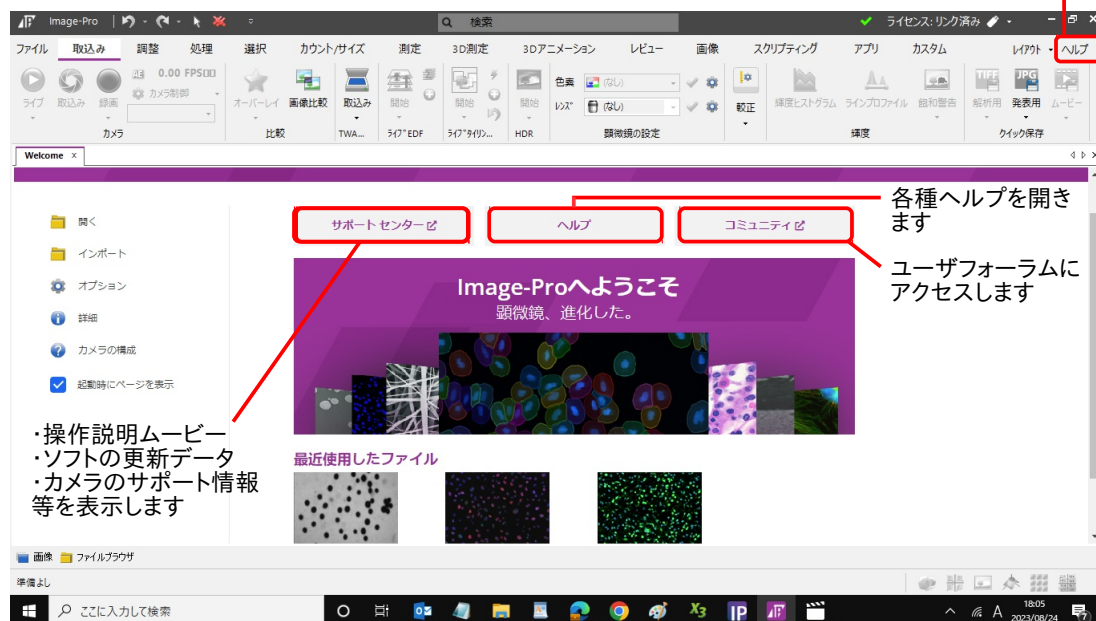 Image-Pro
検索
ライセンス: リンク済み
ファイル 取込み 調整 処理 選択 カウント/サイズ 測定 3D測定 3Dアニメーション レビュー 画像 スクリプティング アプリ カスタム レイアウト ヘルプ
AE 0.00 FPS
カメラ制御
ライブ 取込み 録画 オーバーレイ 画像比較 取込み 開始 開始 開始
色素 (なし)
レンズ (なし)
較正 輝度ヒストグラム ラインプロファイル 飽和警告
TIFF JPG
解析用 発表用 ムービー
カメラ 比較 TWA... ライブEDF ライブタイリン... HDR 顕微鏡の設定 輝度 クイック保存
Welcome ×
開く
インポート
オプション
詳細
カメラの構成
起動時にページを表示
サポート センター ヘルプ コミュニティ
各種ヘルプを開き
ます
ユーザフォーラムに
アクセスします
Image-Proへようこそ
顕微鏡、進化した。
・操作説明ムービー
・ソフトの更新データ
・カメラのサポート情報
等を表示します
最近使用したファイル
画像 ファイルブラウザ
準備よし
ここに入力して検索
X3 IP
A
18:05
2023/08/24